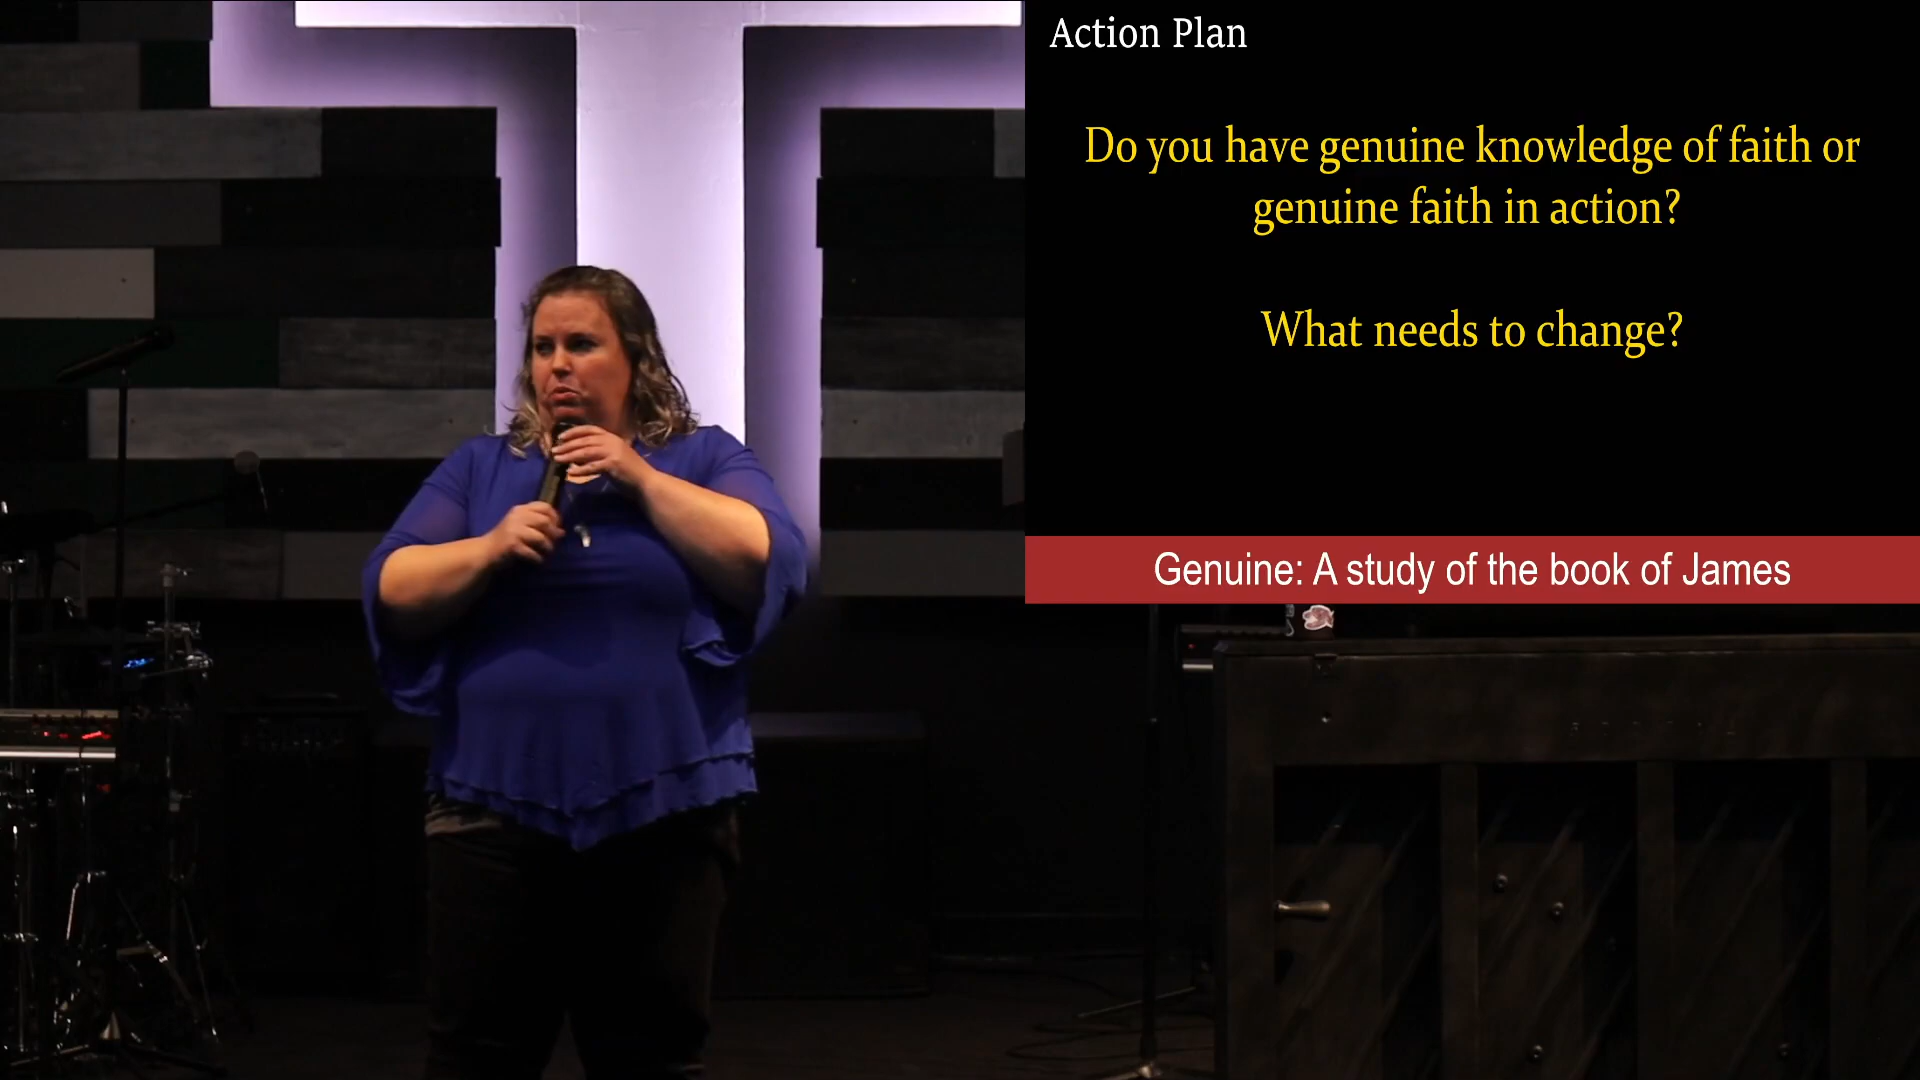 Action Plan
Do you have genuine knowledge of faith or
genuine faith in action?
What needs to change?
Genuine: A study of the book of James